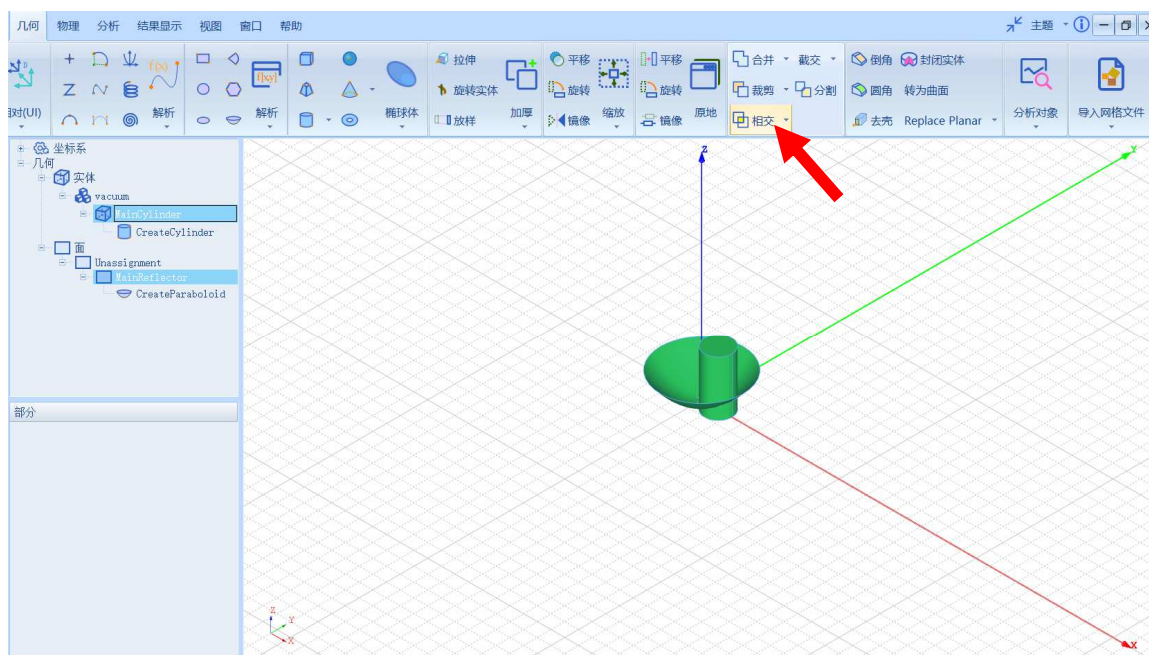 几何 物理 分析 结果显示 视图 窗口 帮助 主题
拉伸 平移 平移 合并 截交 倒角 封闭实体
旋转实体 旋转 旋转 裁剪 分割 圆角 转为曲面
对(UI) 解析 解析 椭球体 放样 加厚 镜像 缩放 镜像 原地 相交 去壳 Replace Planar 分析对象 导入网格文件
坐标系
几何
实体
vacuum
MainCylinder
CreateCylinder
面
Unassignment
MainReflector
CreateParaboloid
部分
Z
Y
X
Z
Y
X